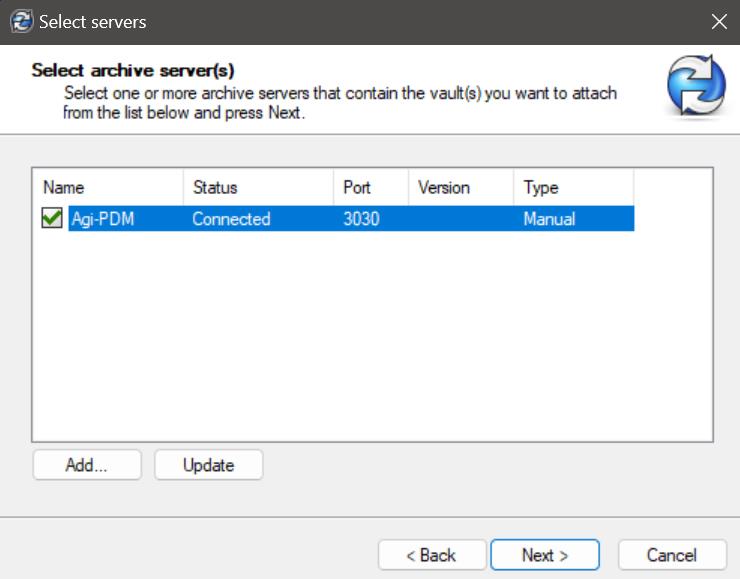 Select servers
Select archive server(s)
Select one or more archive servers that contain the vault(s) you want to attach
from the list below and press Next.
Name Status Port Version Type
Agi-PDM Connected 3030 Manual
Add... Update
< Back Next > Cancel